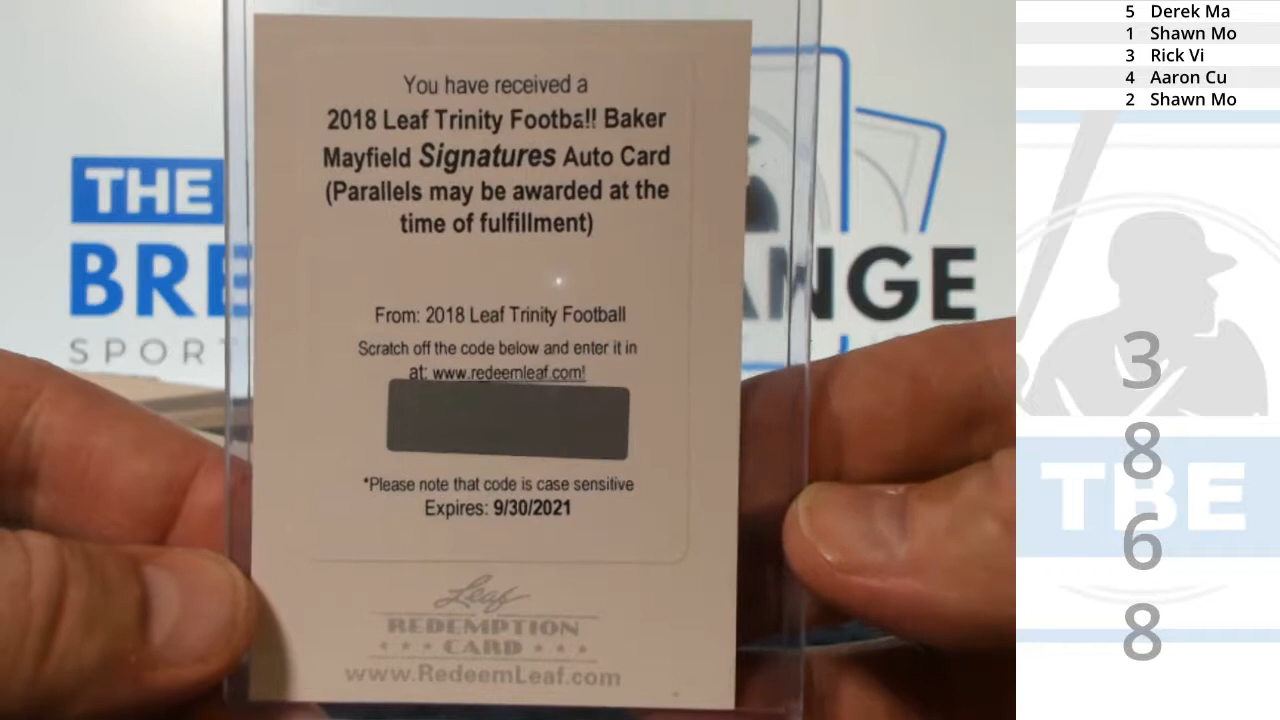 You have received a
2018 Leaf Trinity Football Baker
Mayfield Signatures Auto Card
(Parallels may be awarded at the
time of fulfillment)
From: 2018 Leaf Trinity Football
Scratch off the code below and enter it in
at: www.redeemleaf.com!
*Please note that code is case sensitive
Expires: 9/30/2021
Leaf
REDEMPTION
CARD
www.RedeemLeaf.com
THE
BRE
NGE
SPORT
5 Derek Ma
1 Shawn Mo
3 Rick Vi
4 Aaron Cu
2 Shawn Mo
3
8
TBE
6
8